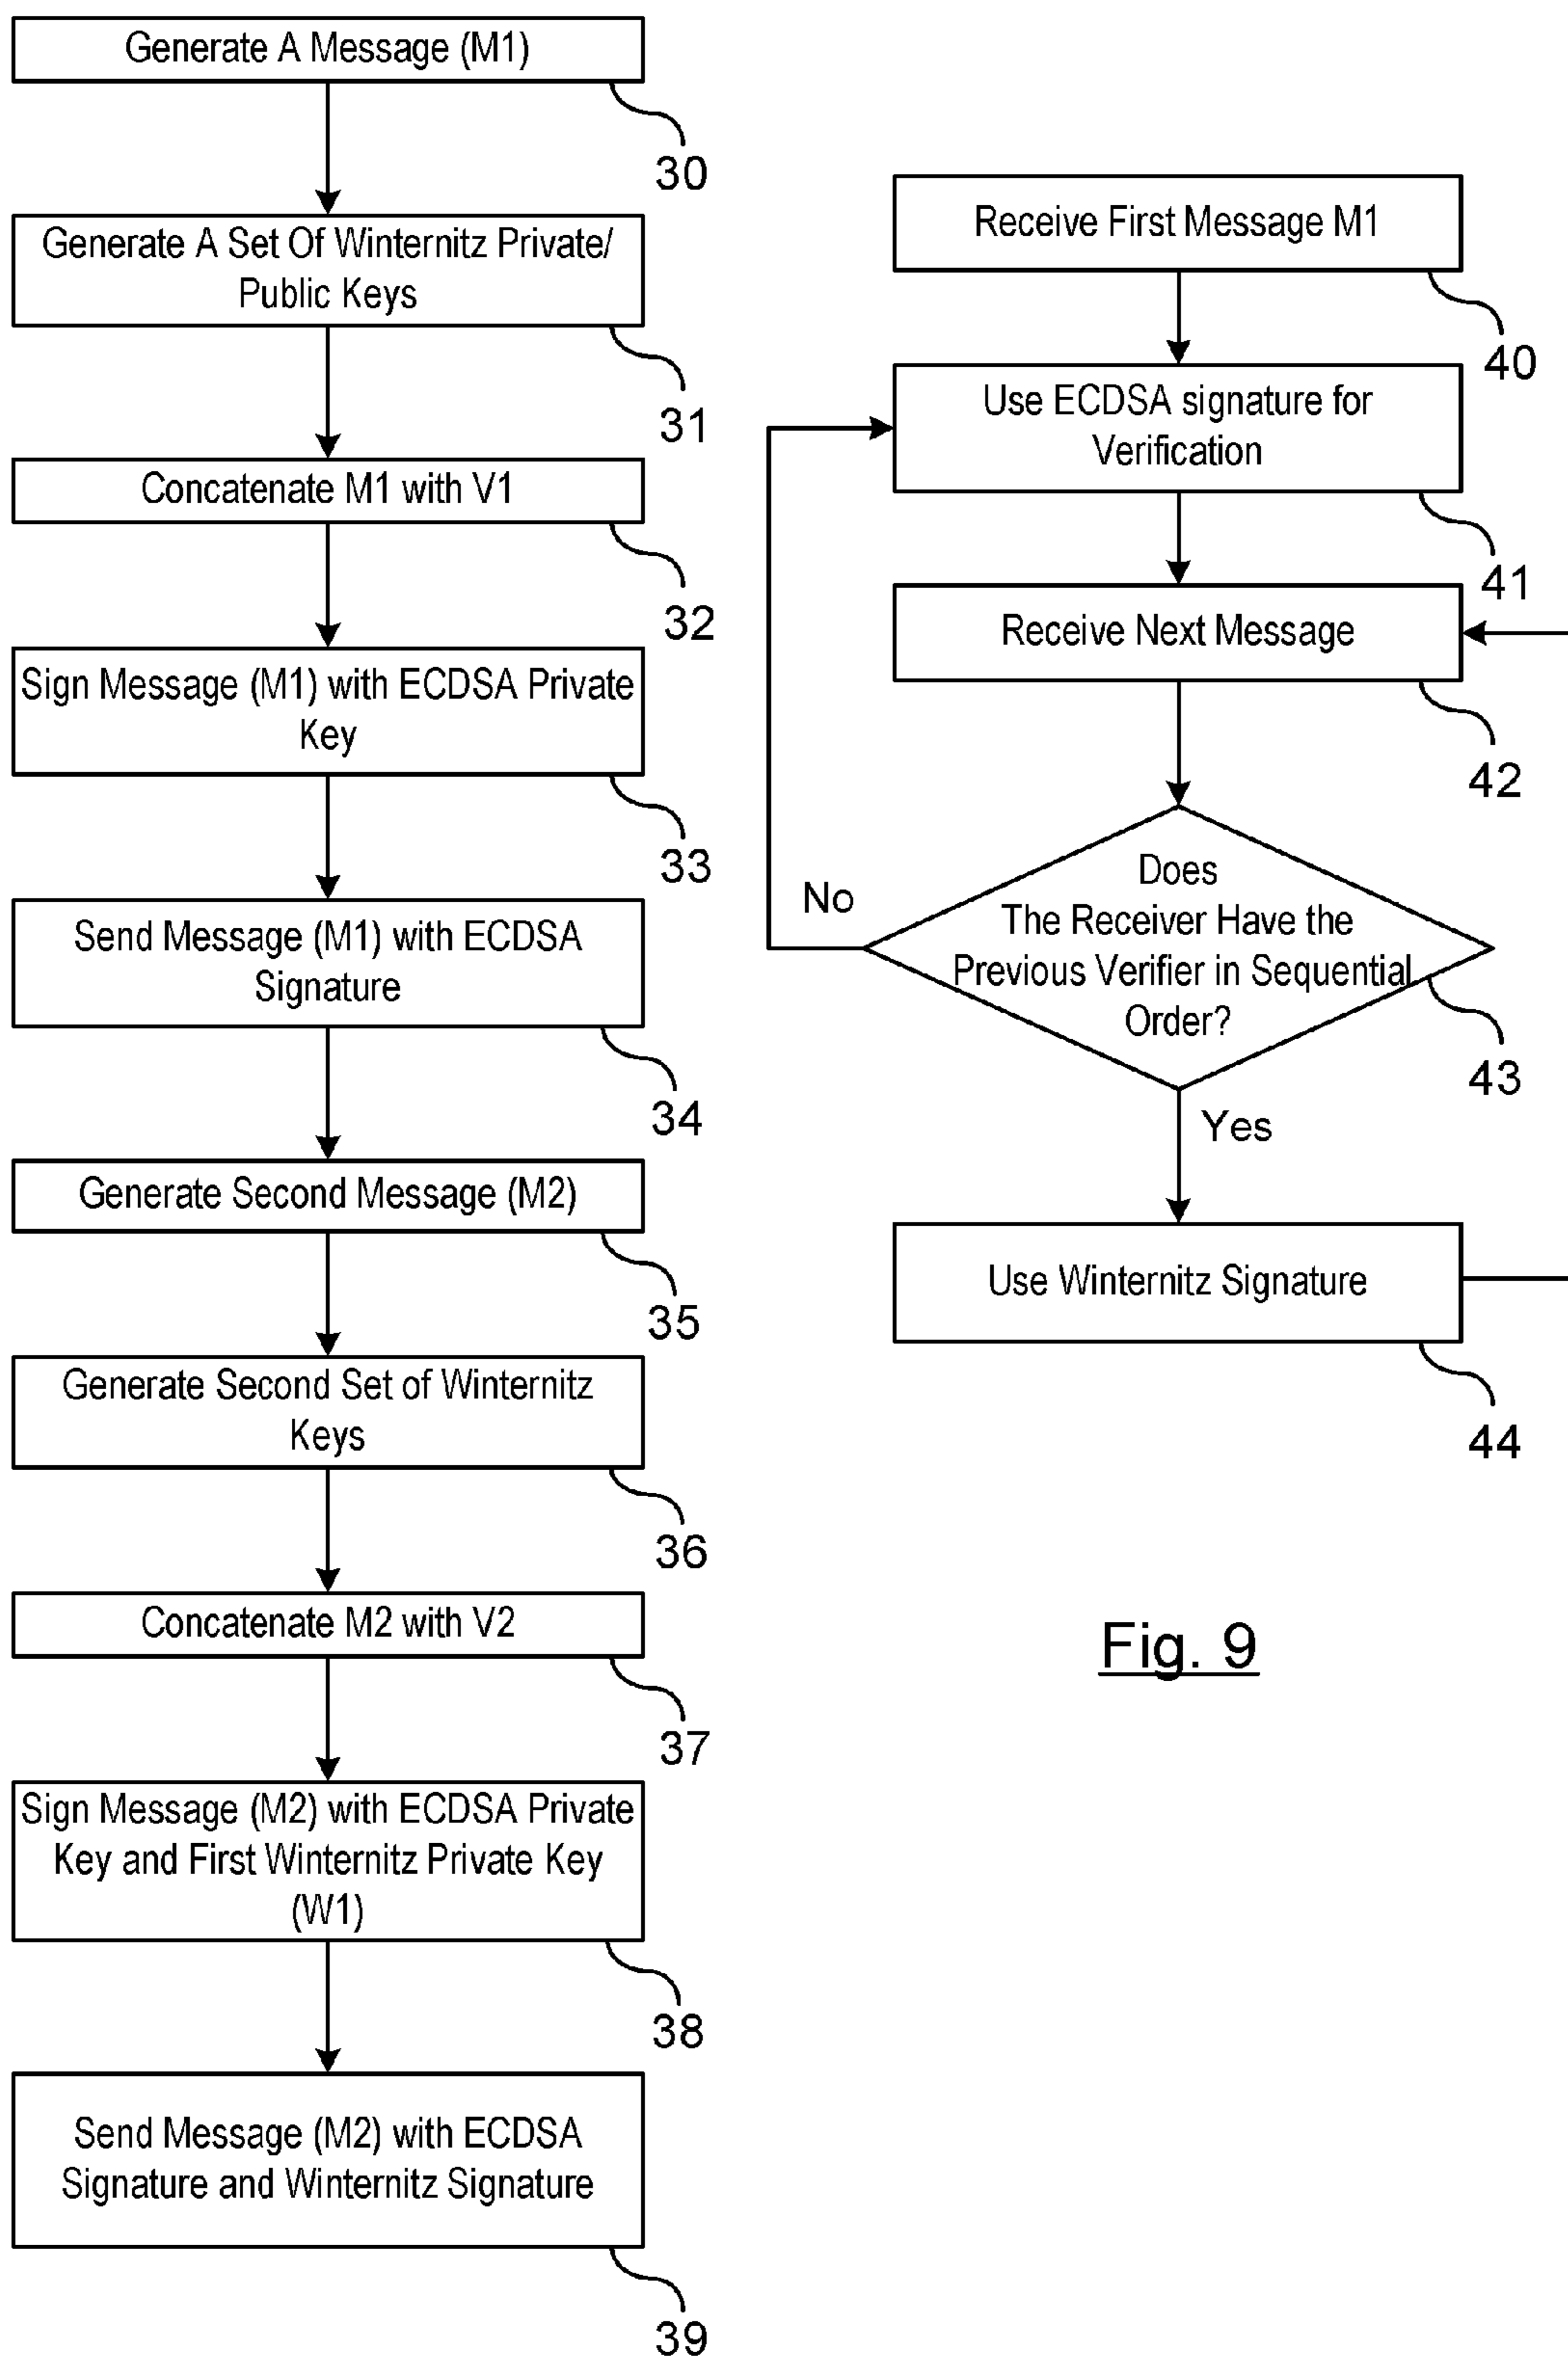 Generate A Message (M1)
30
Generate A Set Of Winternitz Private/
Public Keys
31
Concatenate M1 with V1
32
Sign Message (M1) with ECDSA Private
Key
33
Send Message (M1) with ECDSA
Signature
34
Generate Second Message (M2)
35
Generate Second Set of Winternitz
Keys
36
Concatenate M2 with V2
37
Sign Message (M2) with ECDSA Private
Key and First Winternitz Private Key
(W1)
38
Send Message (M2) with ECDSA
Signature and Winternitz Signature
39
Receive First Message M1
40
Use ECDSA signature for
Verification
41
Receive Next Message
42
Does
The Receiver Have the
Previous Verifier in Sequential
Order?
43
No
Yes
Use Winternitz Signature
44
Fig. 9